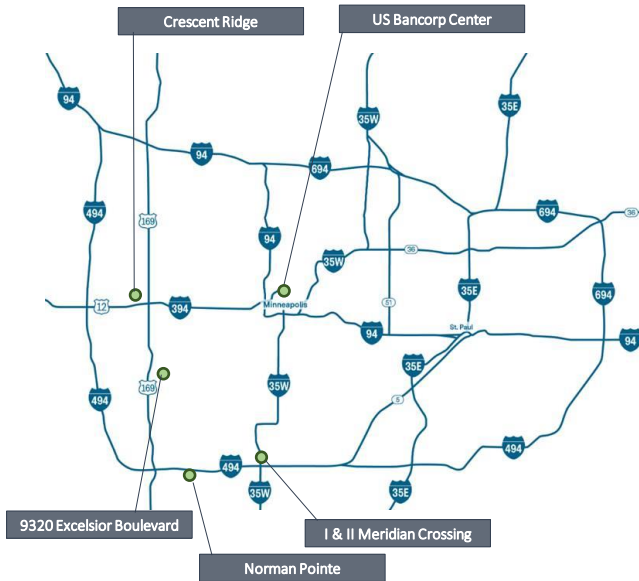 Crescent Ridge
US Bancorp Center
94
35W
35E
94
694
494
694
36
169
94
36
35W
35E
694
12
394
Minneapolis
51
94
St. Paul
94
35E
169
35W
494
5
494
494
35W
35E
9320 Excelsior Boulevard
I & II Meridian Crossing
Norman Pointe